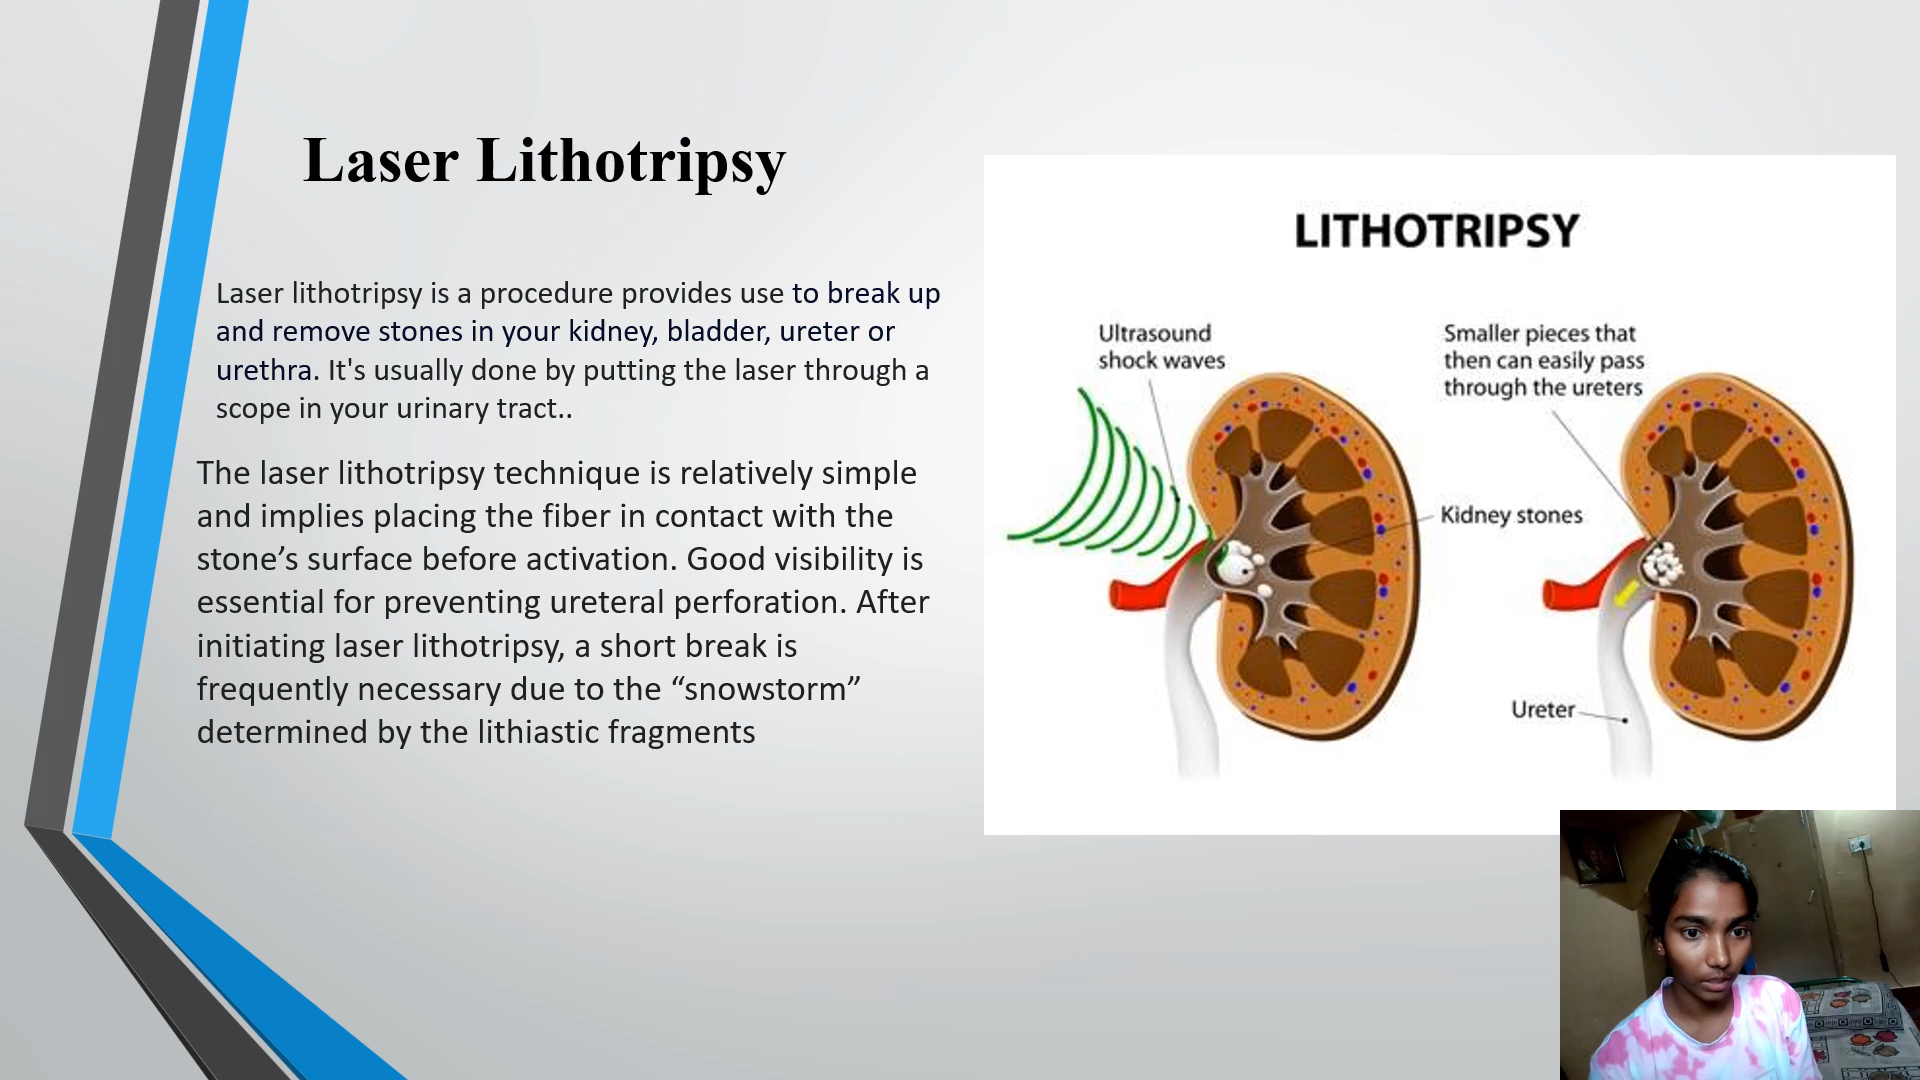 Laser Lithotripsy
Laser lithotripsy is a procedure provides use to break up
and remove stones in your kidney, bladder, ureter or
urethra. It's usually done by putting the laser through a
scope in your urinary tract..
The laser lithotripsy technique is relatively simple
and implies placing the fiber in contact with the
stone’s surface before activation. Good visibility is
essential for preventing ureteral perforation. After
initiating laser lithotripsy, a short break is
frequently necessary due to the “snowstorm”
determined by the lithiastic fragments
LITHOTRIPSY
Ultrasound
shock waves
Smaller pieces that
then can easily pass
through the ureters
Kidney stones
Ureter